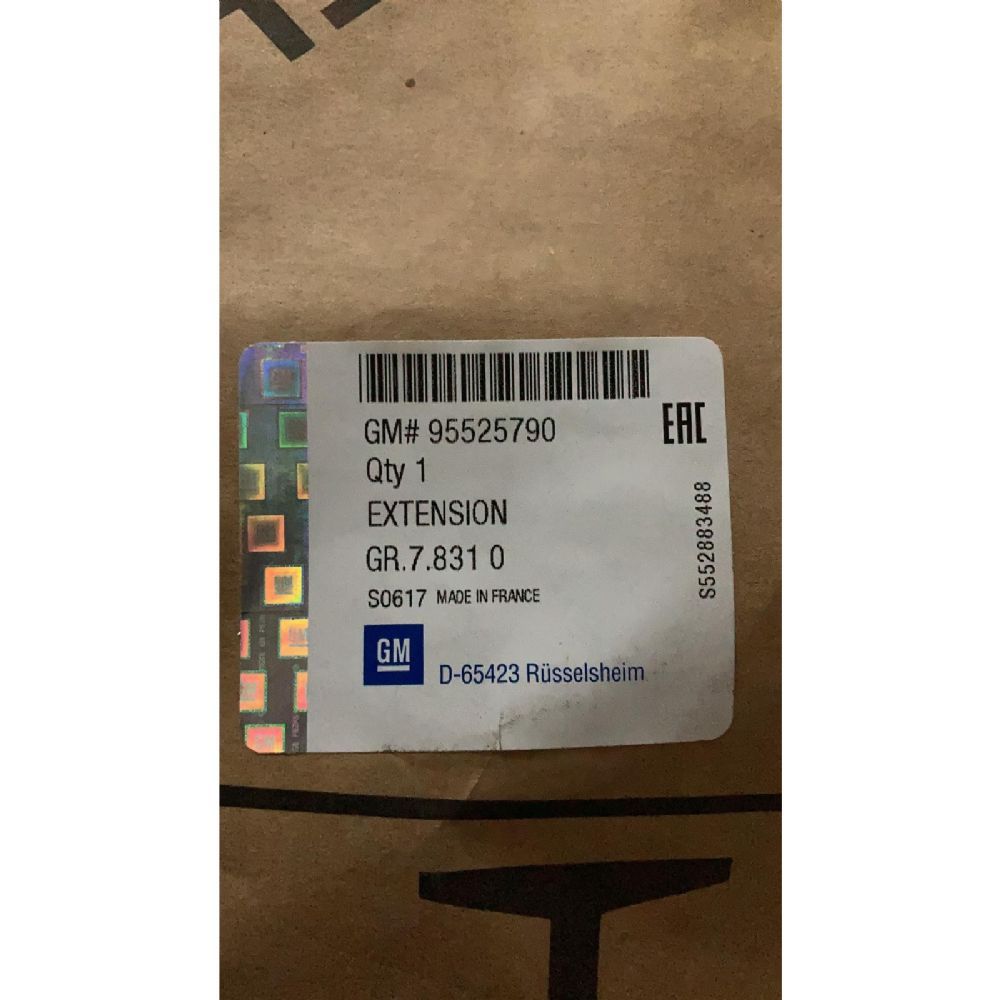 GM# 95525790
EAC
Qty 1
EXTENSION
GR.7.831 0
S0617 MADE IN FRANCE
S552883488
GM
D-65423 Rüsselsheim